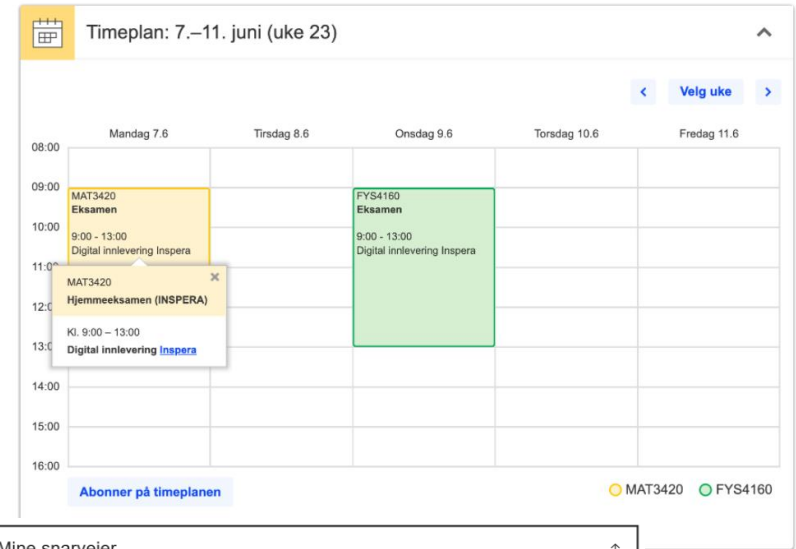 Timeplan: 7.–11. juni (uke 23)
Velg uke
Mandag 7.6 Tirsdag 8.6 Onsdag 9.6 Torsdag 10.6 Fredag 11.6
08:00
09:00
MAT3420
Eksamen
9:00 - 13:00
Digital innlevering Inspera
FYS4160
Eksamen
9:00 - 13:00
Digital innlevering Inspera
10:00
MAT3420
Hjemmeeksamen (INSPERA)
Kl. 9:00 – 13:00
Digital innlevering Inspera
14:00
15:00
16:00
Abonner på timeplanen
MAT3420 FYS4160
Mine snarveier